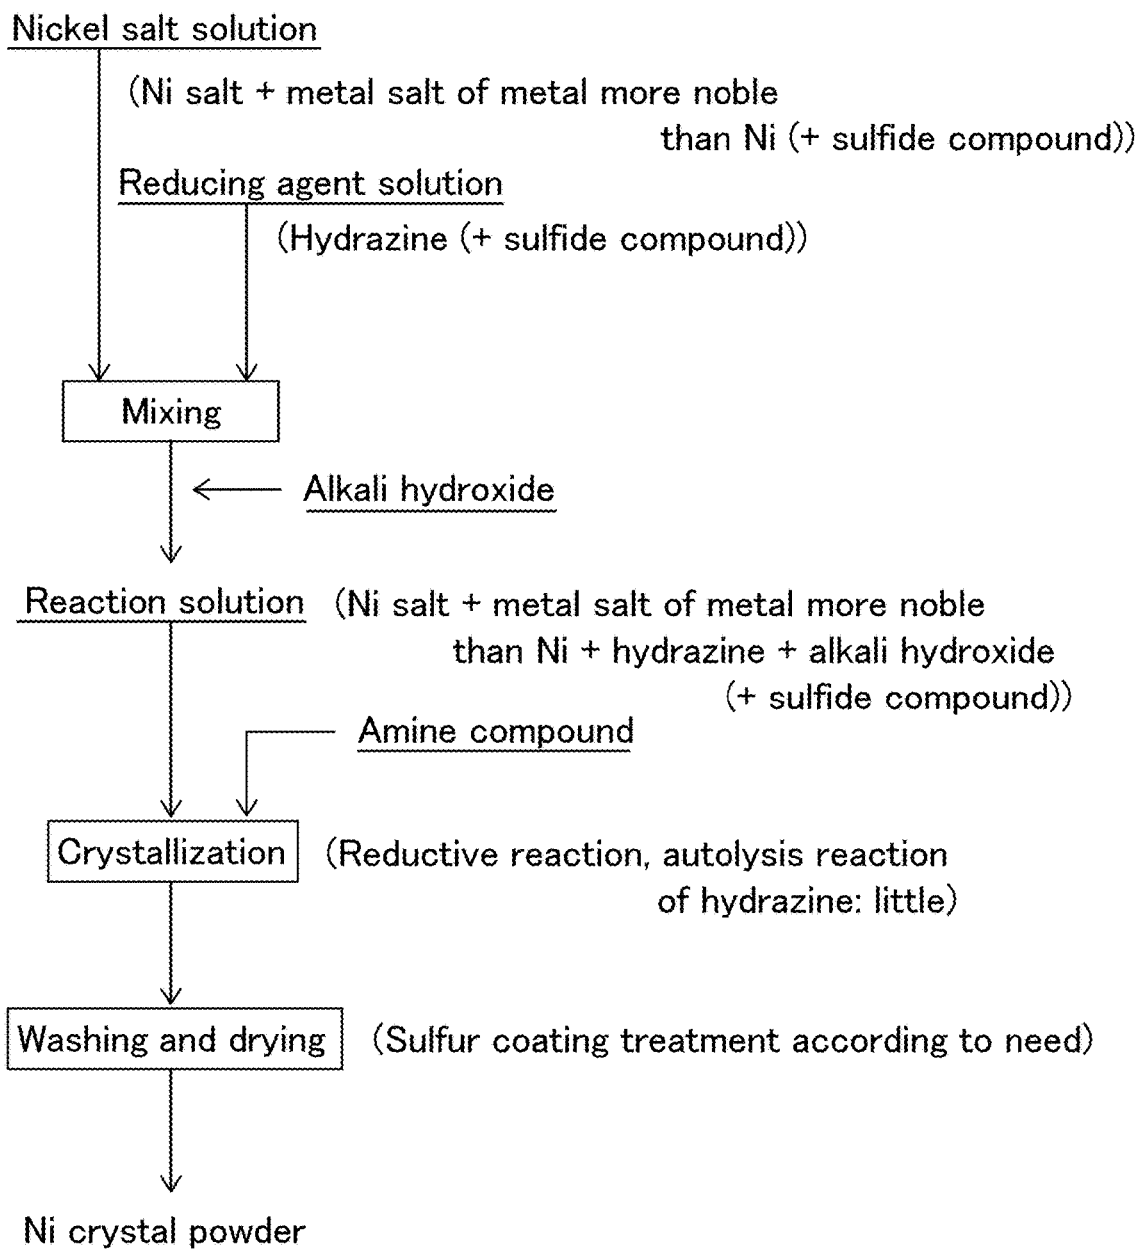 Nickel salt solution
(Ni salt + metal salt of metal more noble
than Ni (+ sulfide compound))
Reducing agent solution
(Hydrazine (+ sulfide compound))
Mixing
Alkali hydroxide
Reaction solution (Ni salt + metal salt of metal more noble
than Ni + hydrazine + alkali hydroxide
(+ sulfide compound))
Amine compound
Crystallization (Reductive reaction, autolysis reaction
of hydrazine: little)
Washing and drying (Sulfur coating treatment according to need)
Ni crystal powder